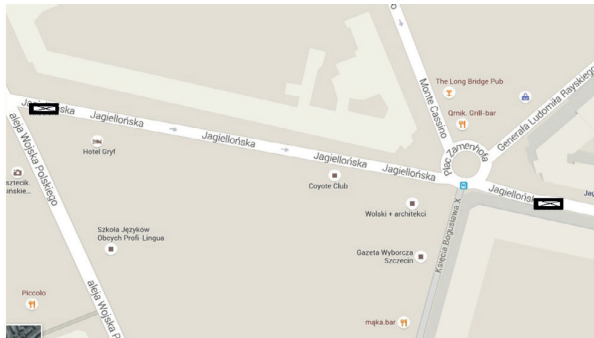 The Long Bridge Pub
Monte Cassino
Generała Ludomiła Rayskiego
Qrnik. Grill-bar
Plac Zamenhofa
Jagiellońska
Jagiellońska
Jagiellońska
Jagiellońska
Hotel Gryf
Coyote Club
aleja Wojska Polskiego
Wolski + architekci
Szkoła Języków
Obcych Profi-Lingua
Księcia Bogusława X
Gazeta Wyborcza
Szczecin
Piccolo
aleja Wojska P
mąka.bar